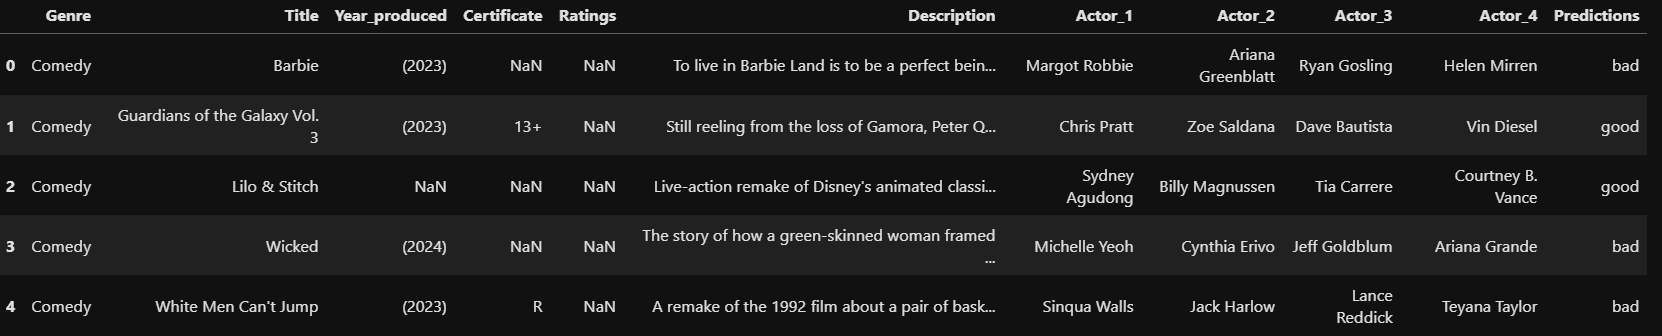 Genre Title Year_produced Certificate Ratings Description Actor_1 Actor_2 Actor_3 Actor_4 Predictions
0 Comedy Barbie (2023) NaN NaN To live in Barbie Land is to be a perfect bein... Margot Robbie Ariana Greenblatt Ryan Gosling Helen Mirren bad
1 Comedy Guardians of the Galaxy Vol. 3 (2023) 13+ NaN Still reeling from the loss of Gamora, Peter Q... Chris Pratt Zoe Saldana Dave Bautista Vin Diesel good
2 Comedy Lilo & Stitch NaN NaN NaN Live-action remake of Disney's animated classi... Sydney Agudong Billy Magnussen Tia Carrere Courtney B. Vance good
3 Comedy Wicked (2024) NaN NaN The story of how a green-skinned woman framed ... Michelle Yeoh Cynthia Erivo Jeff Goldblum Ariana Grande bad
4 Comedy White Men Can't Jump (2023) R NaN A remake of the 1992 film about a pair of bask... Sinqua Walls Jack Harlow Lance Reddick Teyana Taylor bad